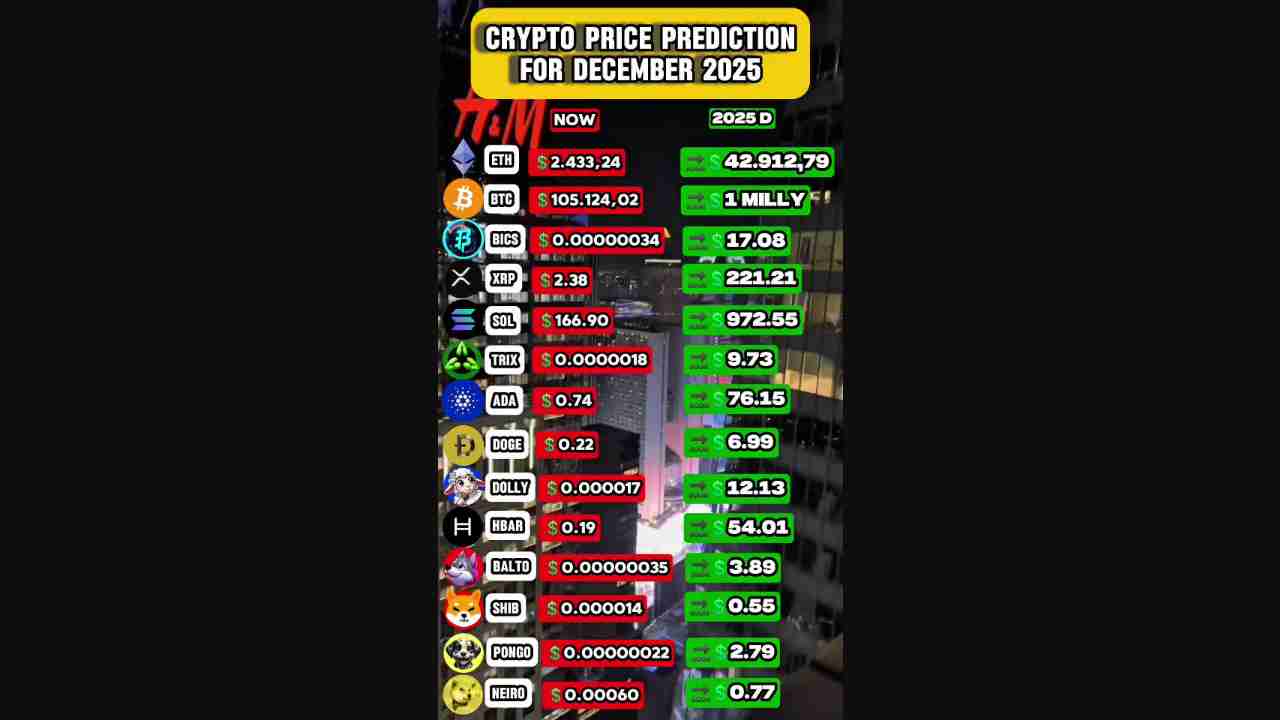 CRYPTO PRICE PREDICTION
FOR DECEMBER 2025
H&M
NOW 2025 D
ETH $2.433,24 $42.912,79
BTC $105.124,02 $1 MILLY
BICS $0.00000034 $17.08
XRP $2.38 $221.21
SOL $166.90 $972.55
TRIX $0.0000018 $9.73
ADA $0.74 $76.15
DOGE $0.22 $6.99
DOLLY $0.000017 $12.13
HBAR $0.19 $54.01
BALTO $0.00000035 $3.89
SHIB $0.000014 $0.55
PONGO $0.00000022 $2.79
NEIRO $0.00060 $0.77